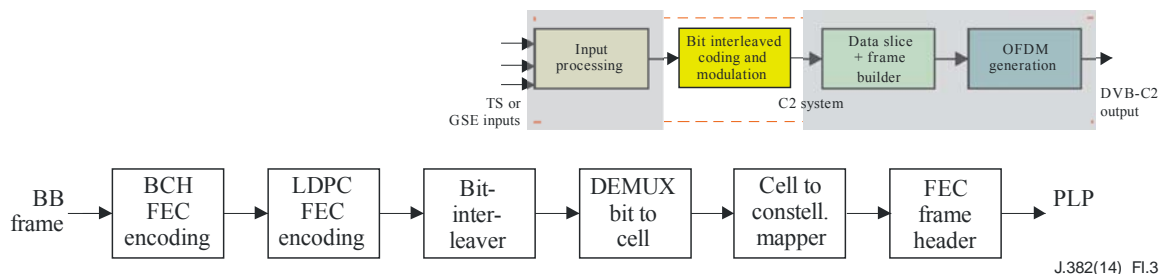 Input
processing
Bit interleaved
coding and
modulation
Data slice
+ frame
builder
OFDM
generation
TS or
GSE inputs
C2 system
DVB-C2
output
BB
frame
BCH
FEC
encoding
LDPC
FEC
encoding
Bit-
inter-
leaver
DEMUX
bit to
cell
Cell to
constell.
mapper
FEC
frame
header
PLP
J.382(14)_FI.3